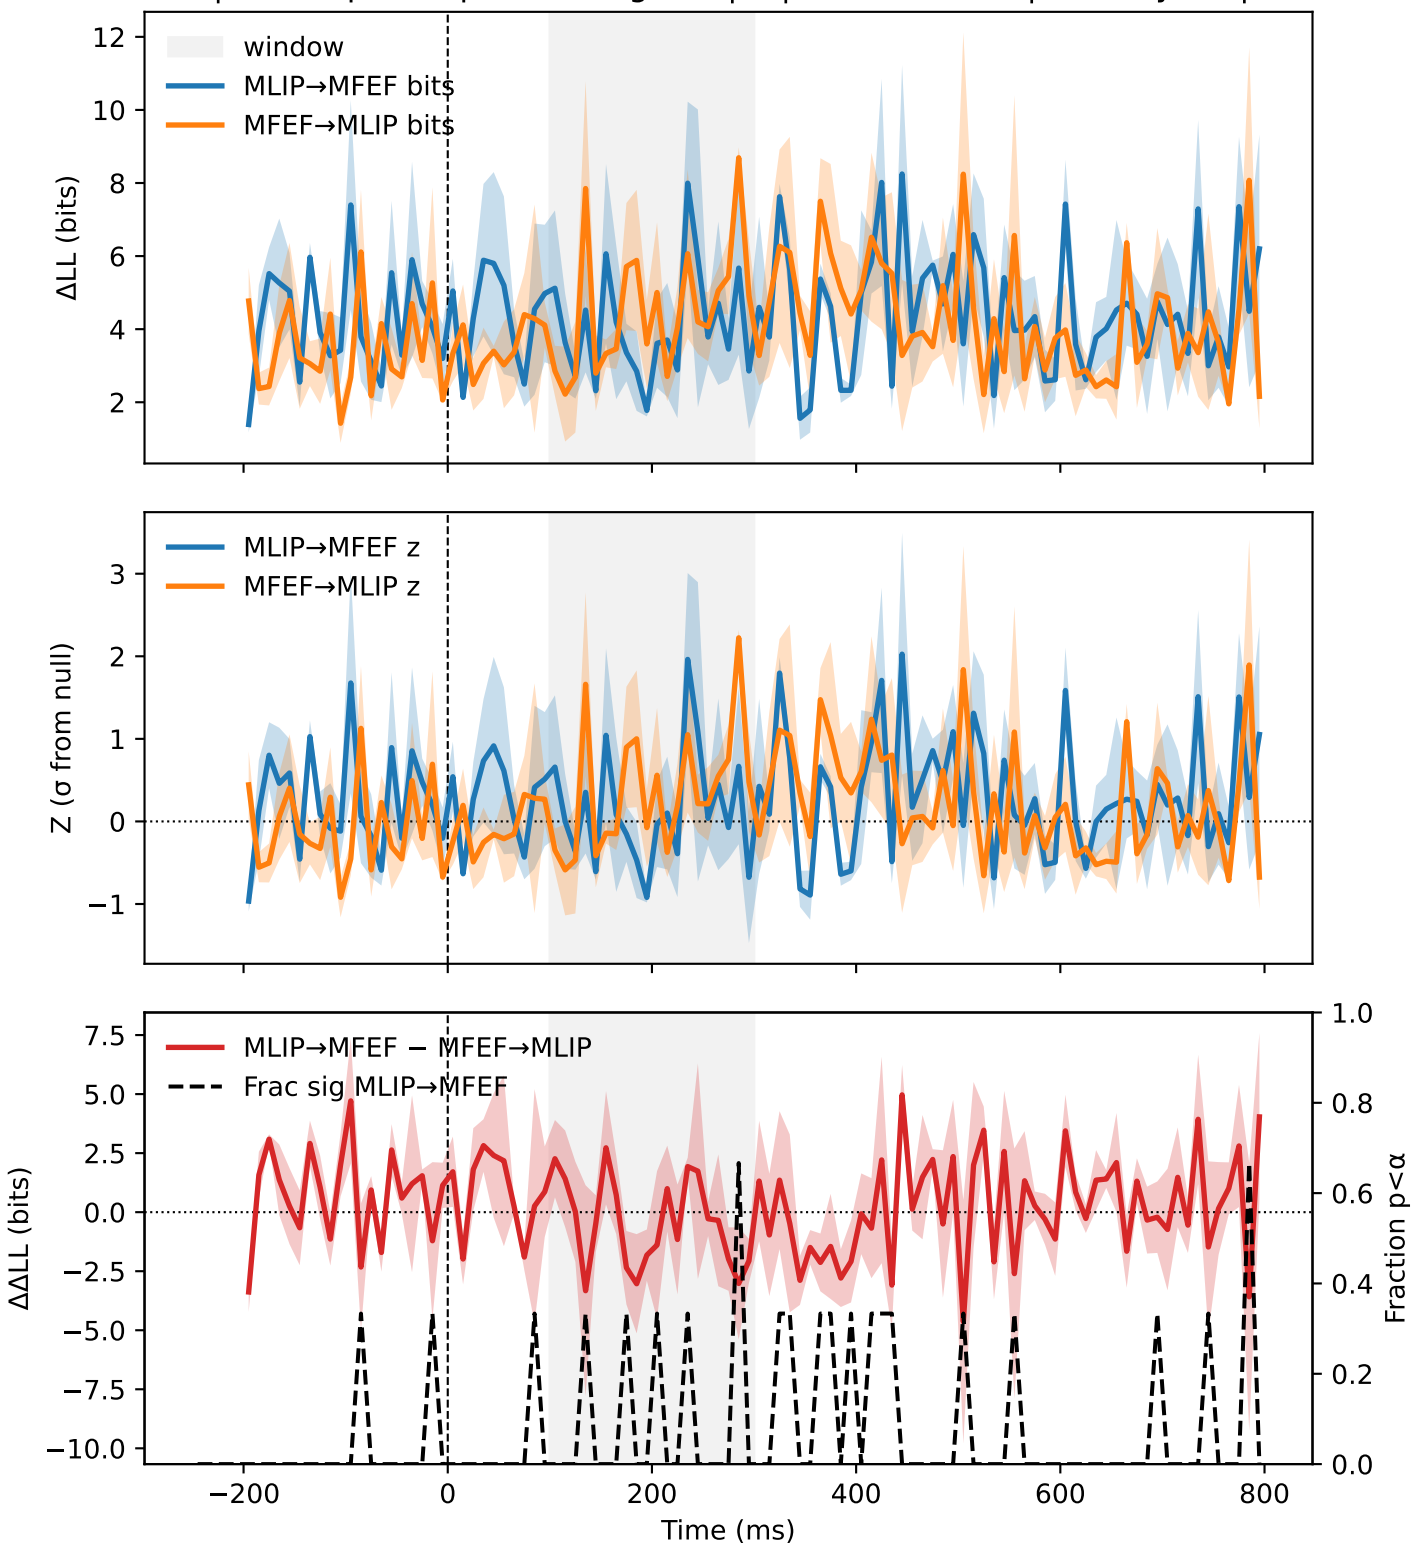 12
10
8
6
4
2
ΔLL (bits)
window
MLIP→MFEF bits
MFEF→MLIP bits
3
2
1
0
−1
Z (σ from null)
MLIP→MFEF z
MFEF→MLIP z
7.5
5.0
2.5
0.0
−2.5
−5.0
−7.5
−10.0
ΔΔLL (bits)
MLIP→MFEF − MFEF→MLIP
Frac sig MLIP→MFEF
1.0
0.8
0.6
0.4
0.2
0.0
Fraction p<α
−200 0 200 400 600 800
Time (ms)